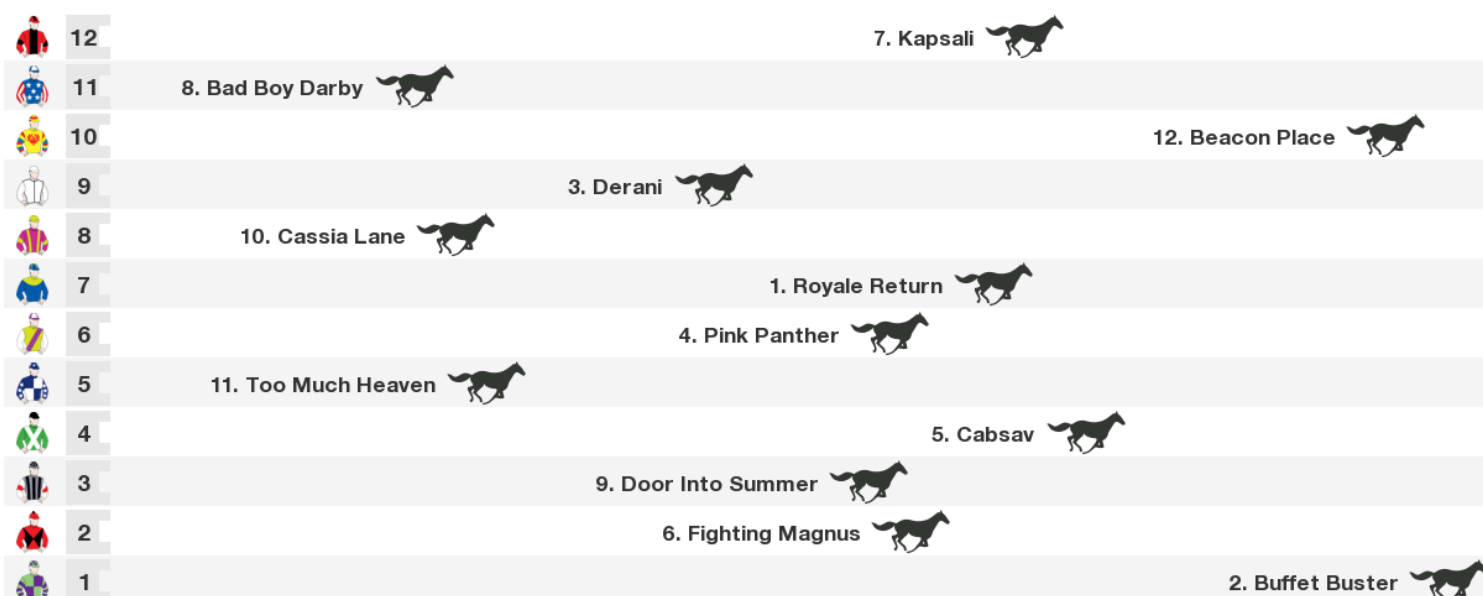 12 7. Kapsali
11 8. Bad Boy Darby
10 12. Beacon Place
9 3. Derani
8 10. Cassia Lane
7 1. Royale Return
6 4. Pink Panther
5 11. Too Much Heaven
4 5. Cabsav
3 9. Door Into Summer
2 6. Fighting Magnus
1 2. Buffet Buster